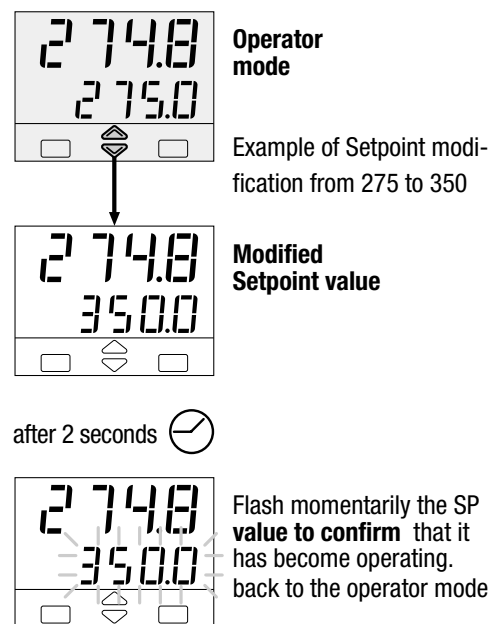 274.8
275.0
Operator
mode
Example of Setpoint modi-
fication from 275 to 350
274.8
350.0
Modified
Setpoint value
after 2 seconds
274.8
350.0
Flash momentarily the SP
value to confirm that it
has become operating.
back to the operator mode